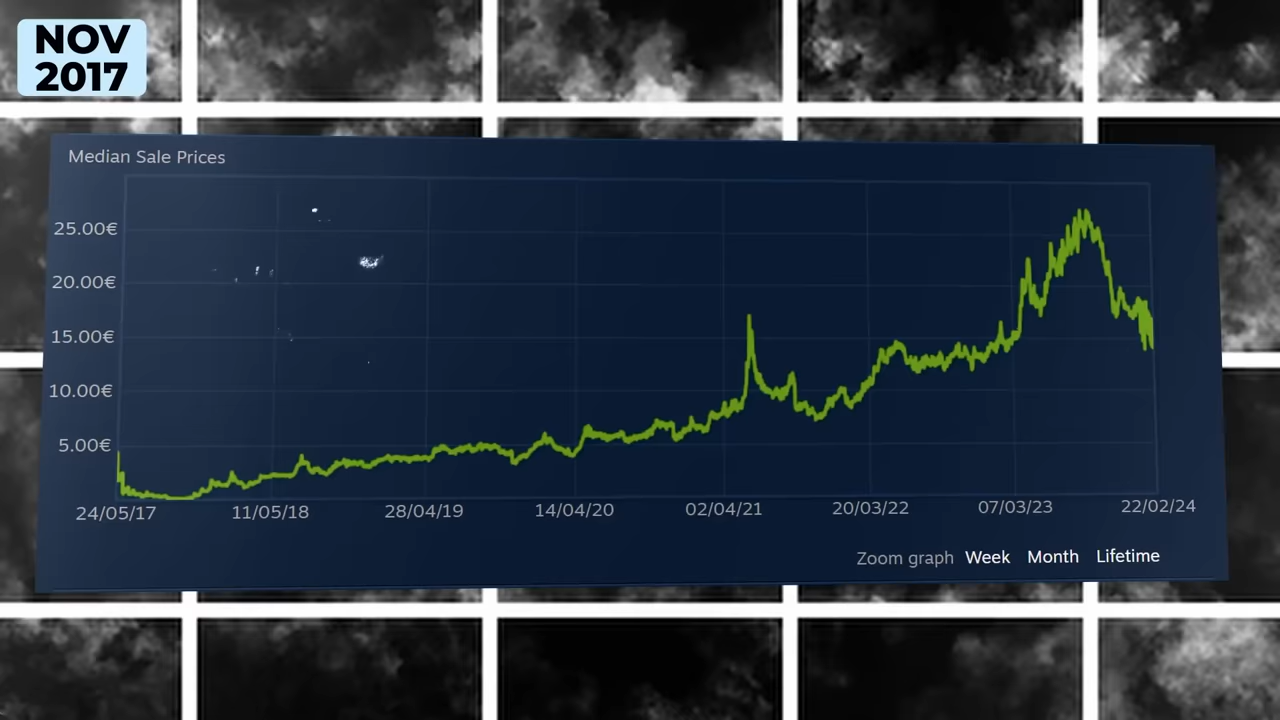 NOV
2017
Median Sale Prices
25.00€
20.00€
15.00€
10.00€
5.00€
24/05/17 11/05/18 28/04/19 14/04/20 02/04/21 20/03/22 07/03/23 22/02/24
Zoom graph Week Month Lifetime